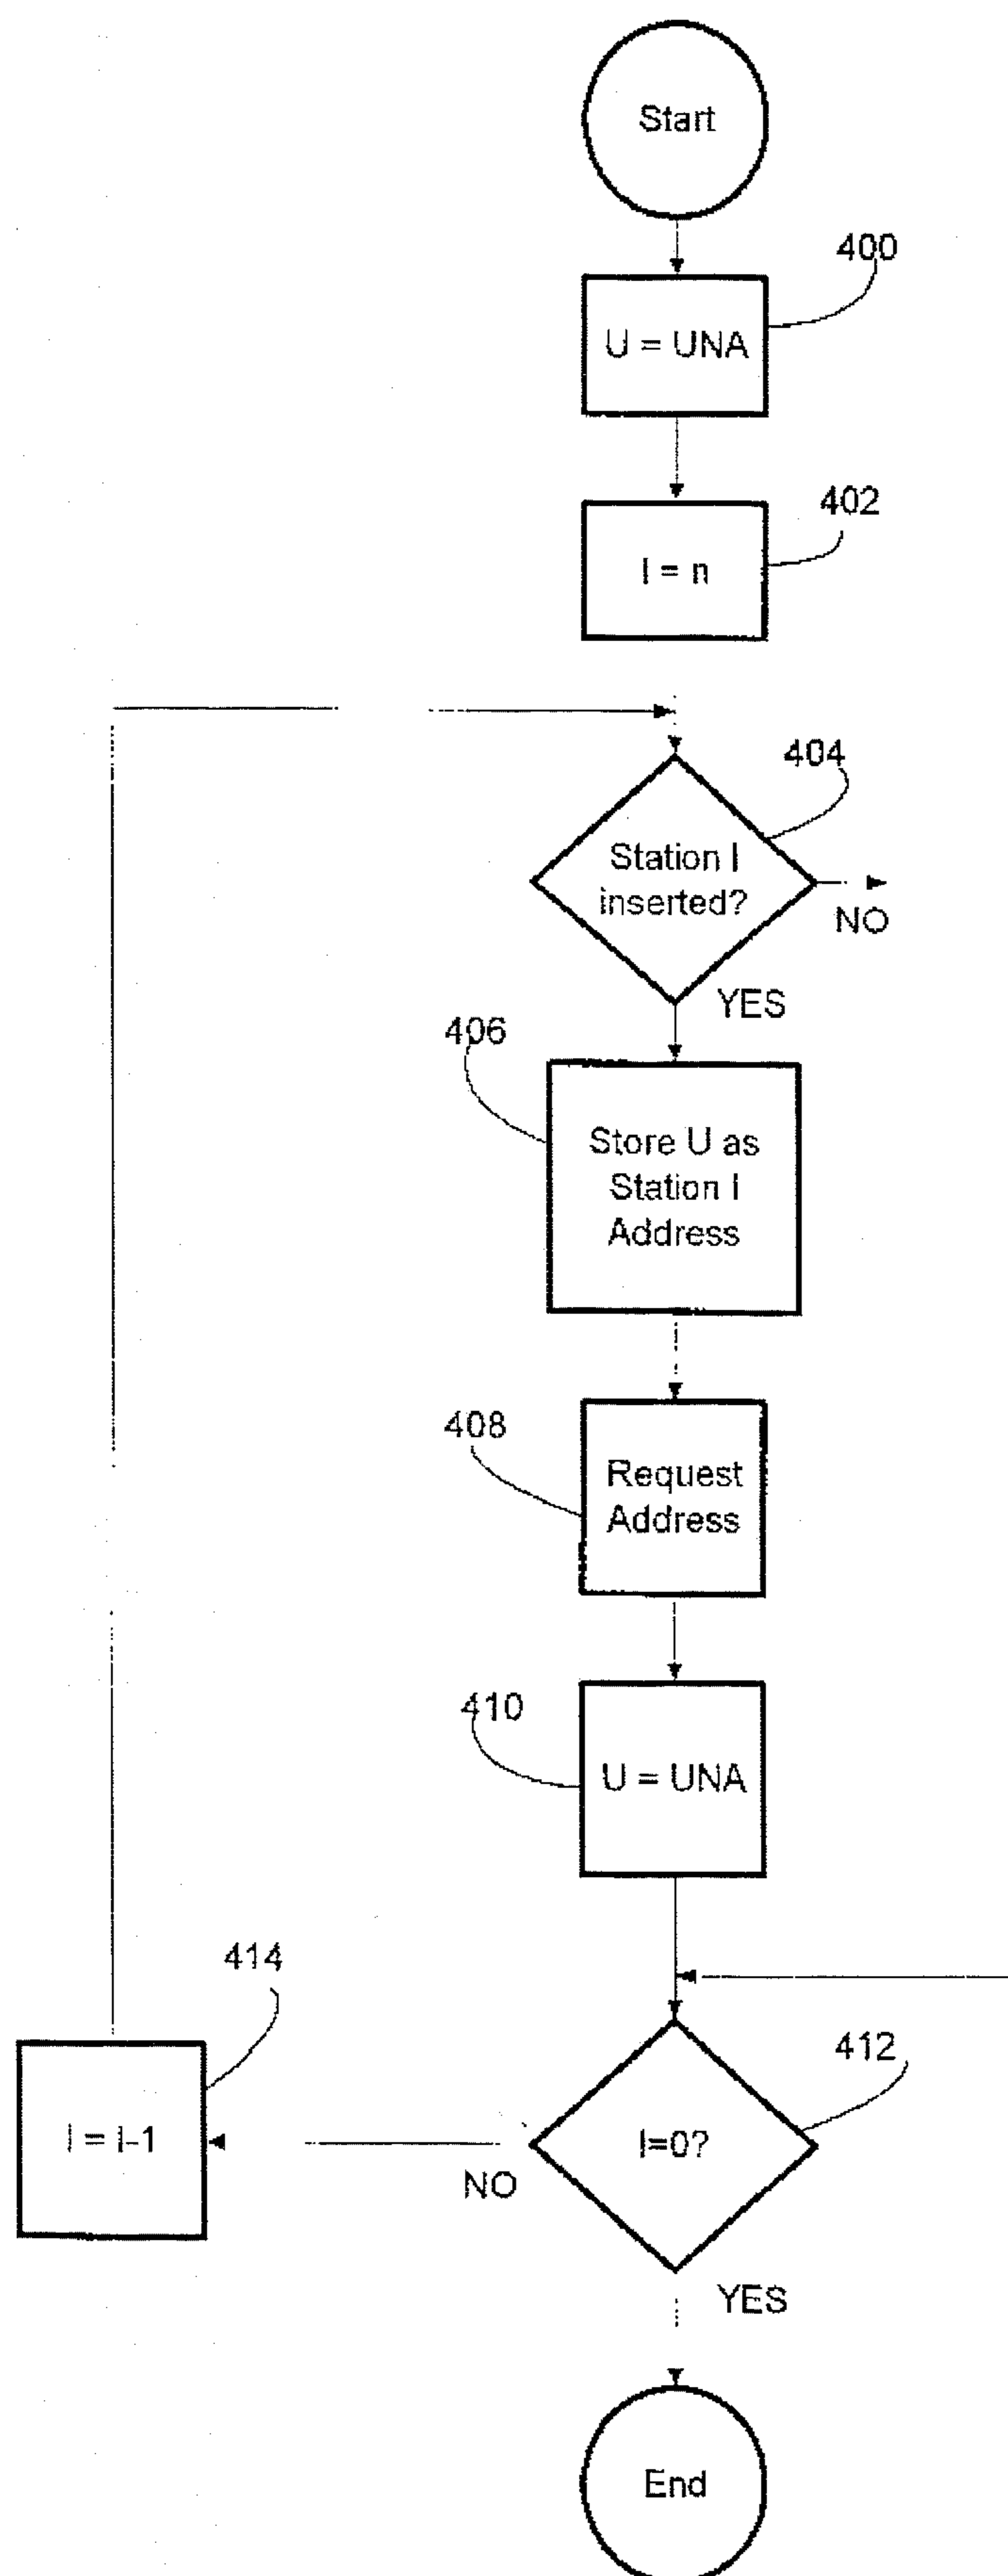 Start
400
U = UNA
402
I = n
404
Station I
inserted?
NO
YES
406
Store U as
Station I
Address
408
Request
Address
410
U = UNA
414
412
I = I-1
I=0?
NO
YES
End